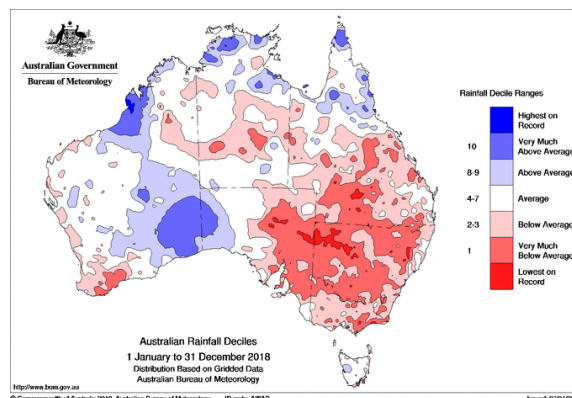 Australian Government
Bureau of Meteorology
Rainfall Decile Ranges
Highest on
Record
10
Very Much
Above Average
8-9
Above Average
4-7
Average
2-3
Below Average
1
Very Much
Below Average
Lowest on
Record
Australian Rainfall Deciles
1 January to 31 December 2018
Distribution Based on Gridded Data
Australian Bureau of Meteorology
http://www.bom.gov.au